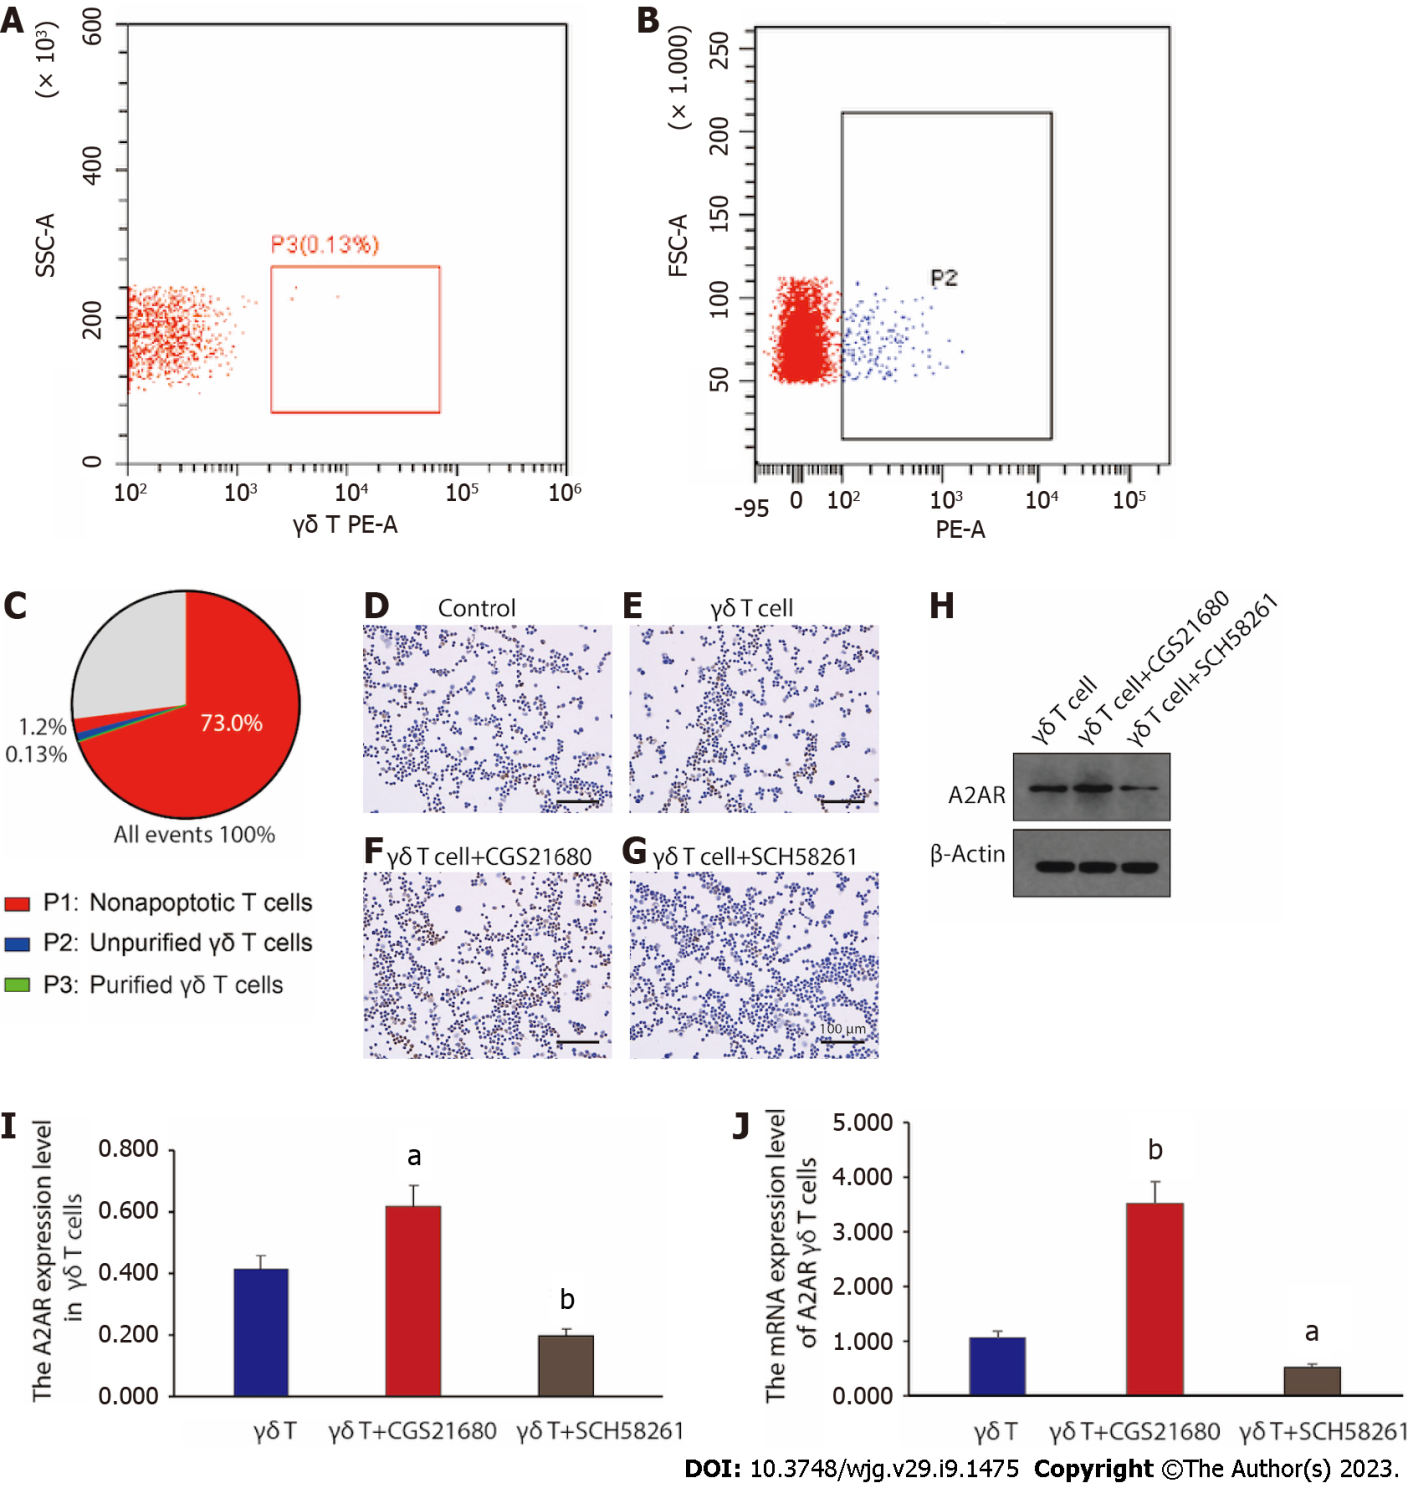 A
B
600
400
200
0
(× 10³)
SSC-A
P3(0.13%)
10² 10³ 10⁴ 10⁵ 10⁶
γδ T PE-A
250
200
150
100
50
(× 1.000)
FSC-A
P2
-95 0 10² 10³ 10⁴ 10⁵
PE-A
C
73.0%
1.2%
0.13%
All events 100%
P1: Nonapoptotic T cells
P2: Unpurified γδ T cells
P3: Purified γδ T cells
D
Control
E
γδ T cell
F
γδ T cell+CGS21680
G
γδ T cell+SCH58261
100 μm
H
γδ T cell
γδ T cell+CGS21680
γδ T cell+SCH58261
A2AR
β-Actin
I
The A2AR expression level
in γδ T cells
0.800
0.600
0.400
0.200
0.000
a
b
γδ T γδ T+CGS21680 γδ T+SCH58261
J
The mRNA expression level
of A2AR γδ T cells
5.000
4.000
3.000
2.000
1.000
0.000
b
a
γδ T γδ T+CGS21680 γδ T+SCH58261
DOI: 10.3748/wjg.v29.i9.1475 Copyright ©The Author(s) 2023.